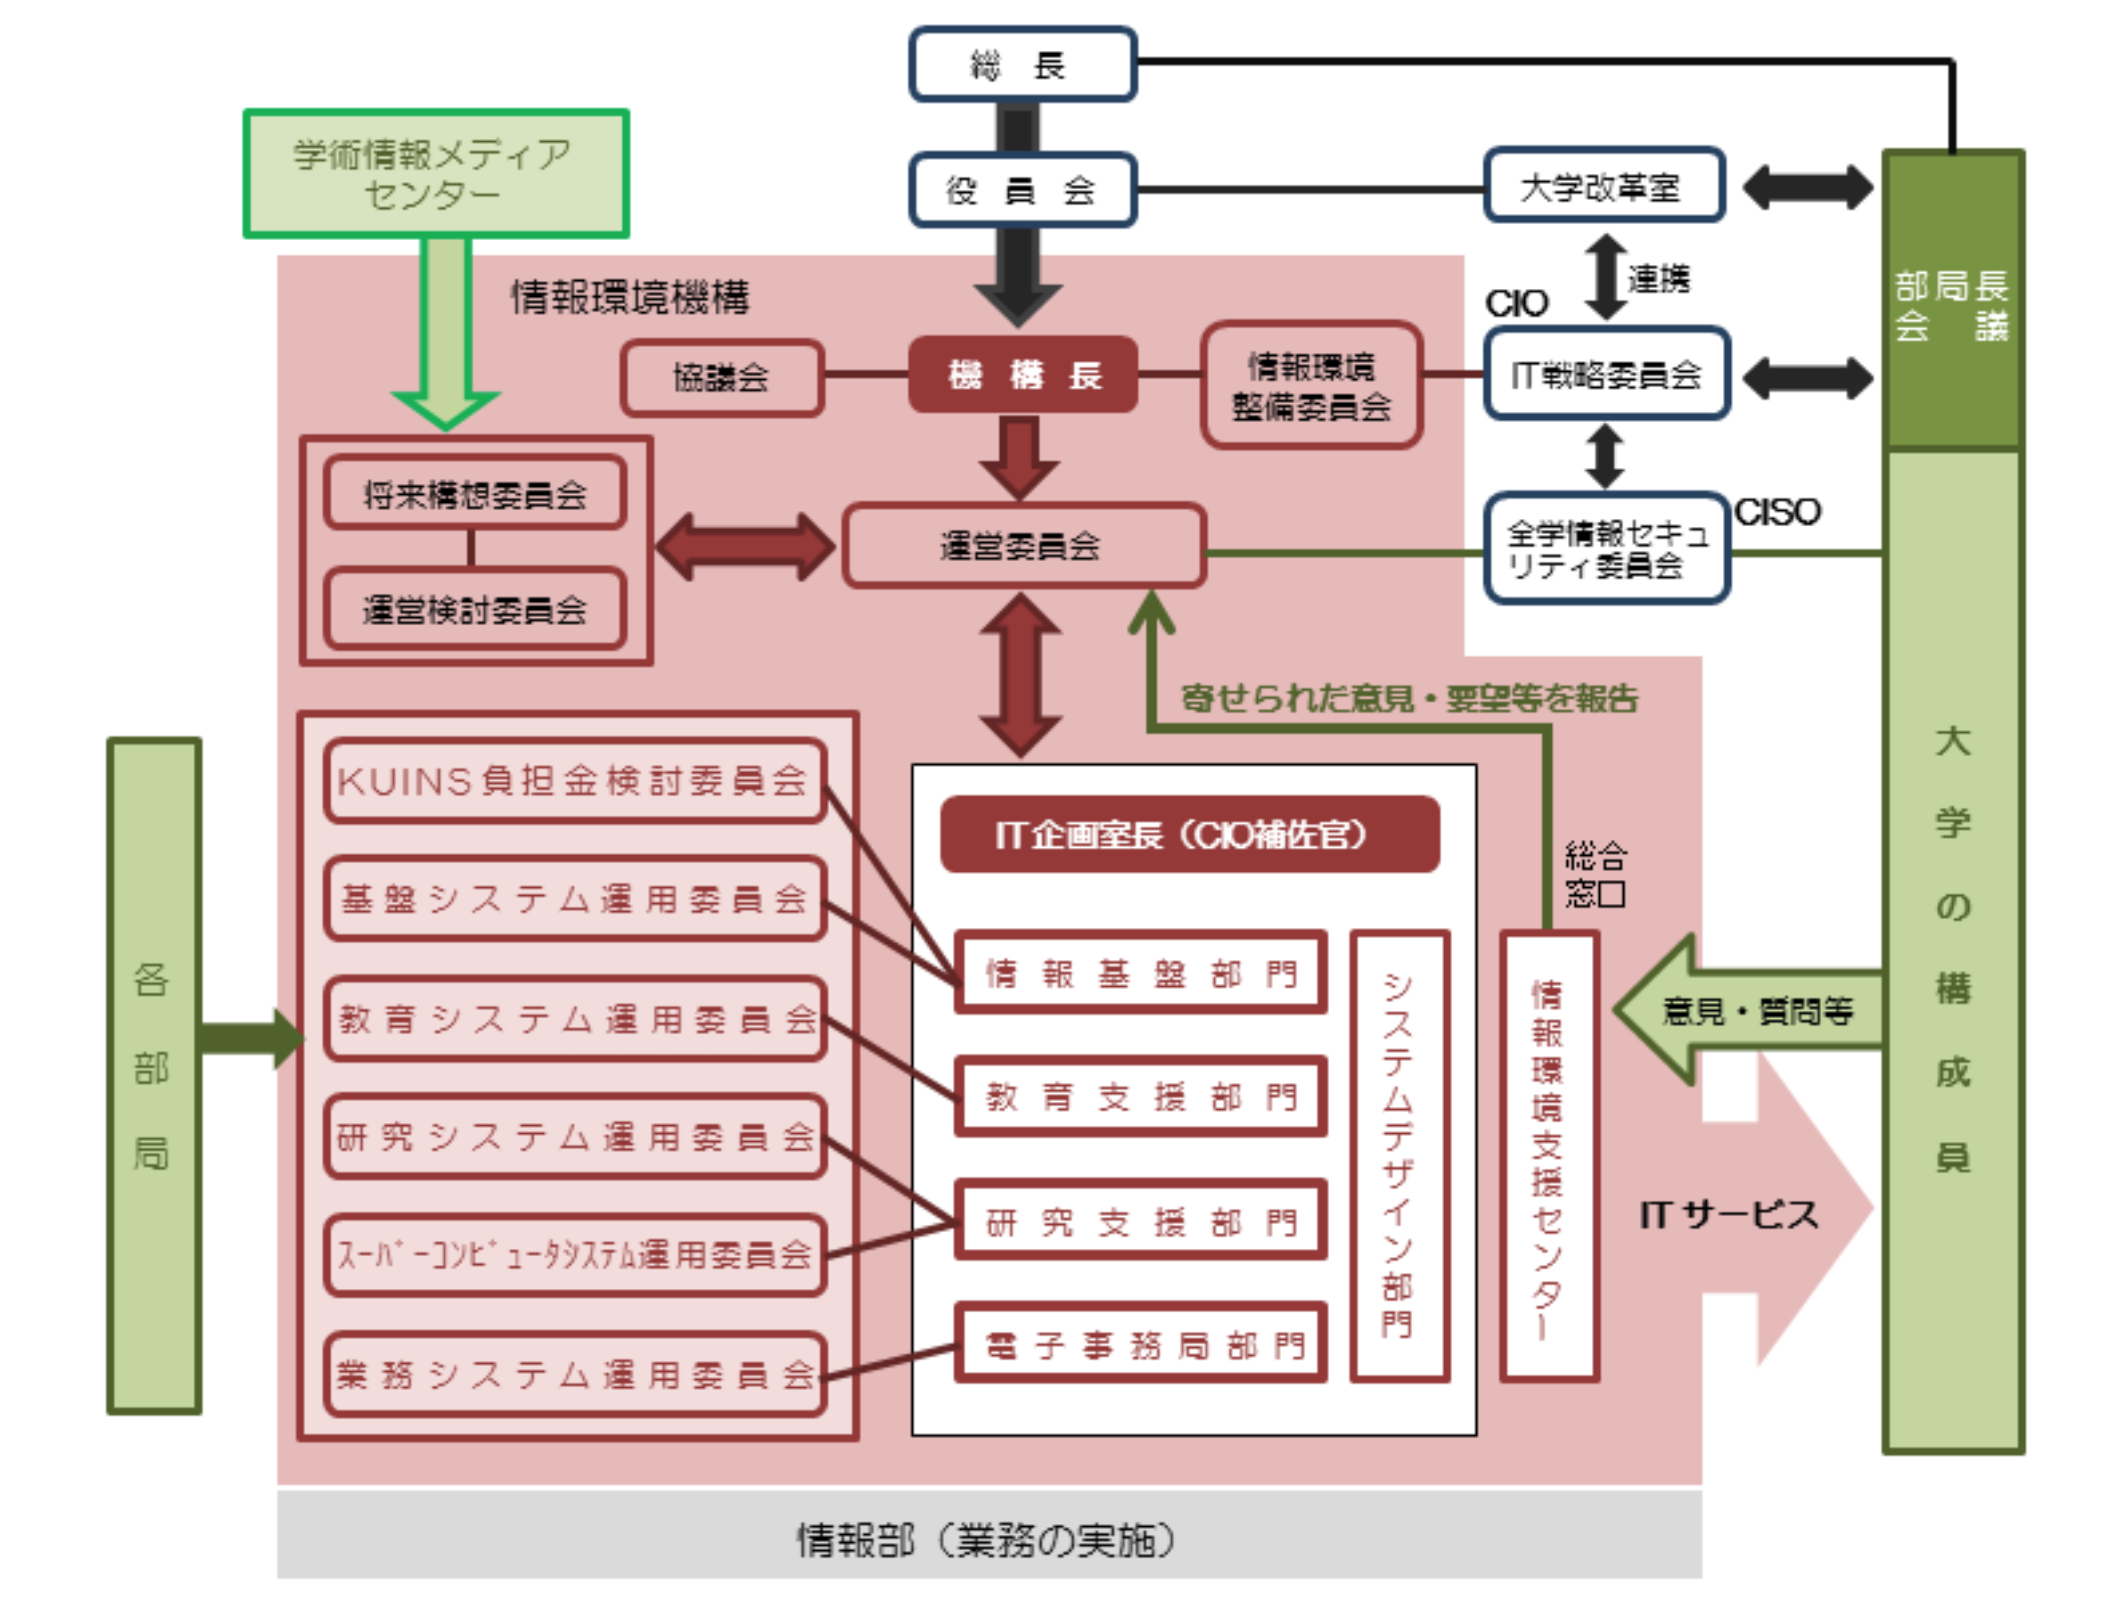 総長
学術情報メディア
センター
役員会
大学改革室
情報環境機構
連携
CIO
部局長
会議
協議会
機構長
情報環境
整備委員会
IT戦略委員会
将来構想委員会
運営委員会
全学情報セキュ
リティ委員会
CISO
運営検討委員会
寄せられた意見・要望等を報告
大学の構成員
KUINS負担金検討委員会
IT企画室長（CIO補佐官）
総合
窓口
基盤システム運用委員会
各部局
情報基盤部門
システムデザイン部門
情報環境支援センター
意見・質問等
教育システム運用委員会
教育支援部門
研究システム運用委員会
研究支援部門
ITサービス
ｽｰﾊﾟｰｺﾝﾋﾟｭｰﾀｼｽﾃﾑ運用委員会
電子事務局部門
業務システム運用委員会
情報部（業務の実施）